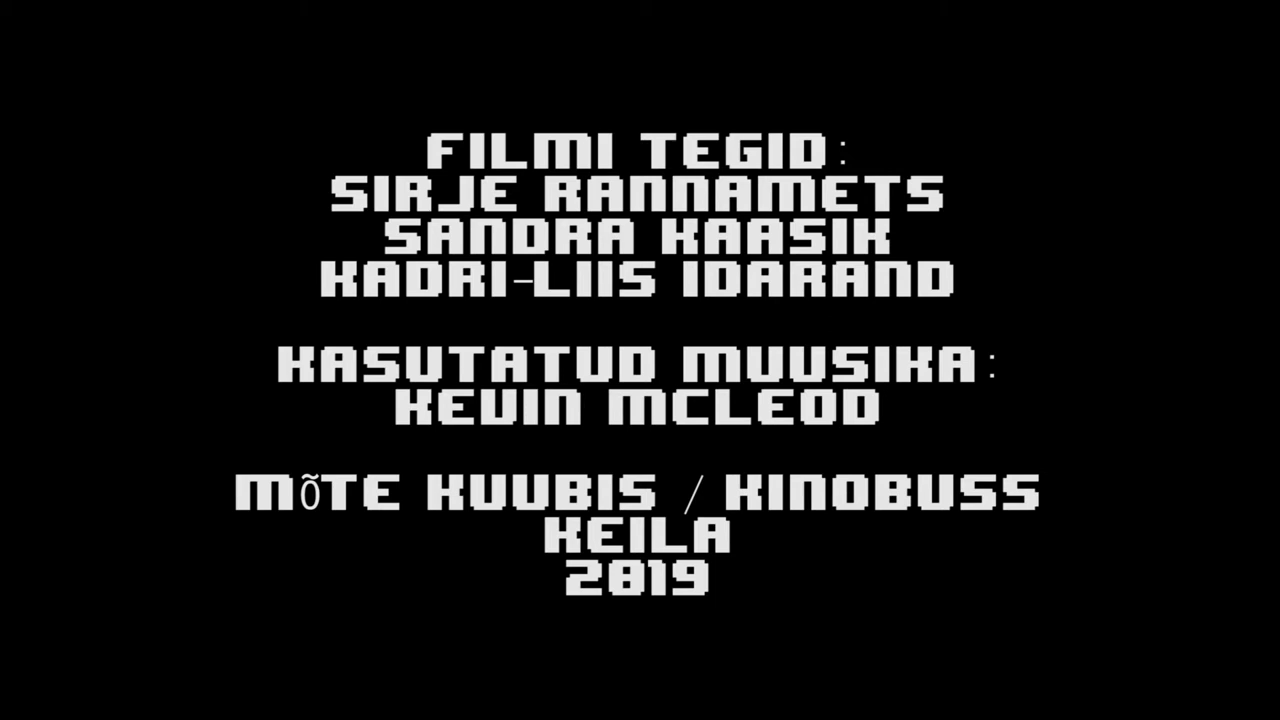 FILMI TEGID:
SIRJE RANNAMETS
SANDRA KAASIK
KADRI-LIIS IDARAND
KASUTATUD MUUSIKA:
KEVIN MCLEOD
MõTE KUUBIS / KINOBUSS
KEILA
2019